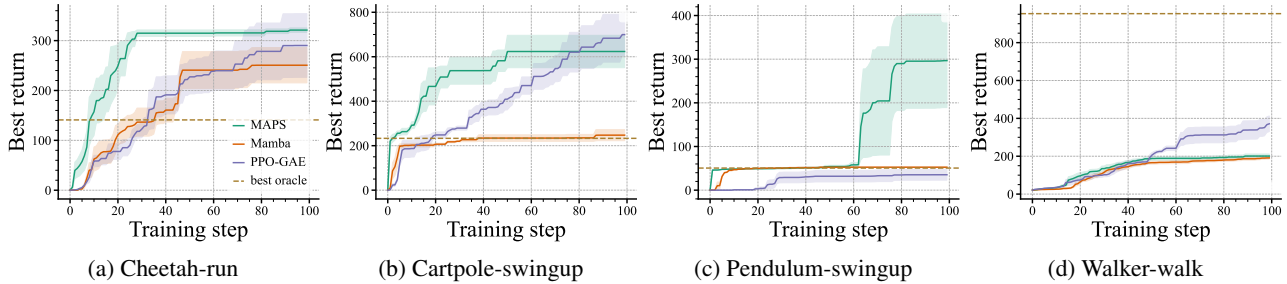 Best return
300
200
100
0
0
20
40
60
80
100
Training step
MAPS
Mamba
PPO-GAE
best oracle
(a) Cheetah-run
Best return
800
600
400
200
0
0
20
40
60
80
100
Training step
(b) Cartpole-swingup
Best return
400
300
200
100
0
0
20
40
60
80
100
Training step
(c) Pendulum-swingup
Best return
800
600
400
200
0
0
20
40
60
80
100
Training step
(d) Walker-walk